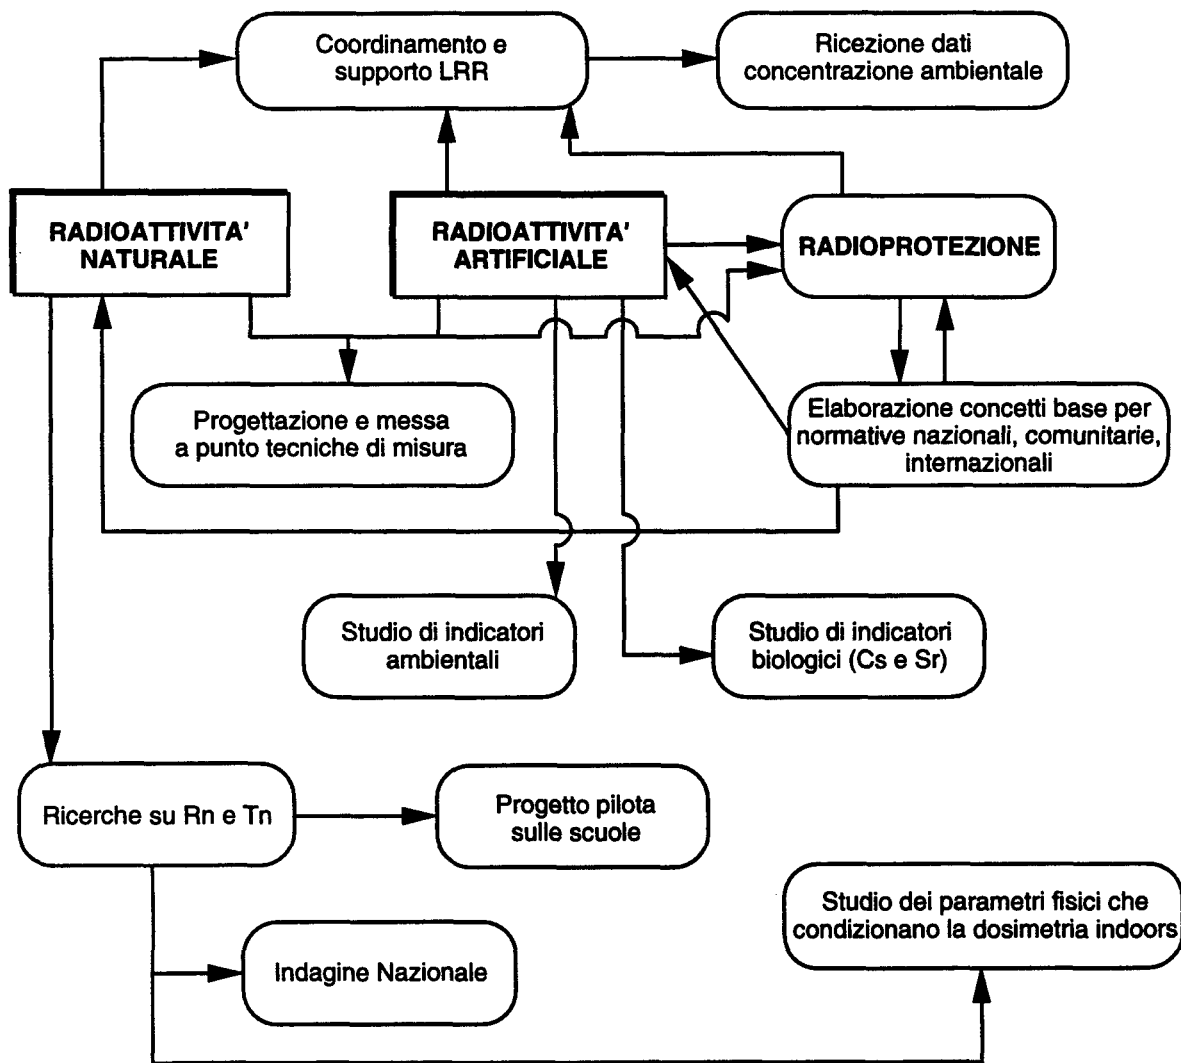 Coordinamento e
supporto LRR
Ricezione dati
concentrazione ambientale
RADIOATTIVITA'
NATURALE
RADIOATTIVITA'
ARTIFICIALE
RADIOPROTEZIONE
Progettazione e messa
a punto tecniche di misura
Elaborazione concetti base per
normative nazionali, comunitarie,
internazionali
Studio di indicatori
ambientali
Studio di indicatori
biologici (Cs e Sr)
Ricerche su Rn e Tn
Progetto pilota
sulle scuole
Studio dei parametri fisici che
condizionano la dosimetria indoors
Indagine Nazionale